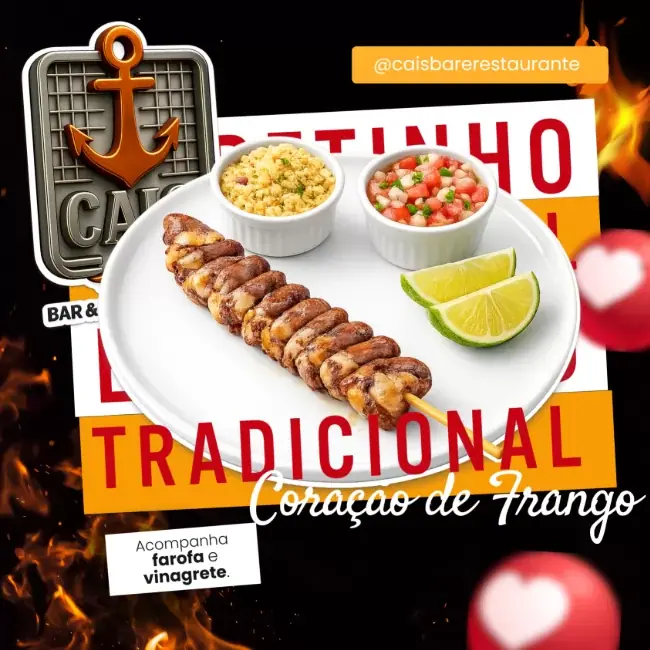 @caisbarerestaurante
CAIS
BAR &
TRADICIONAL
Coração de Frango
Acompanha
farofa e
vinagrete.